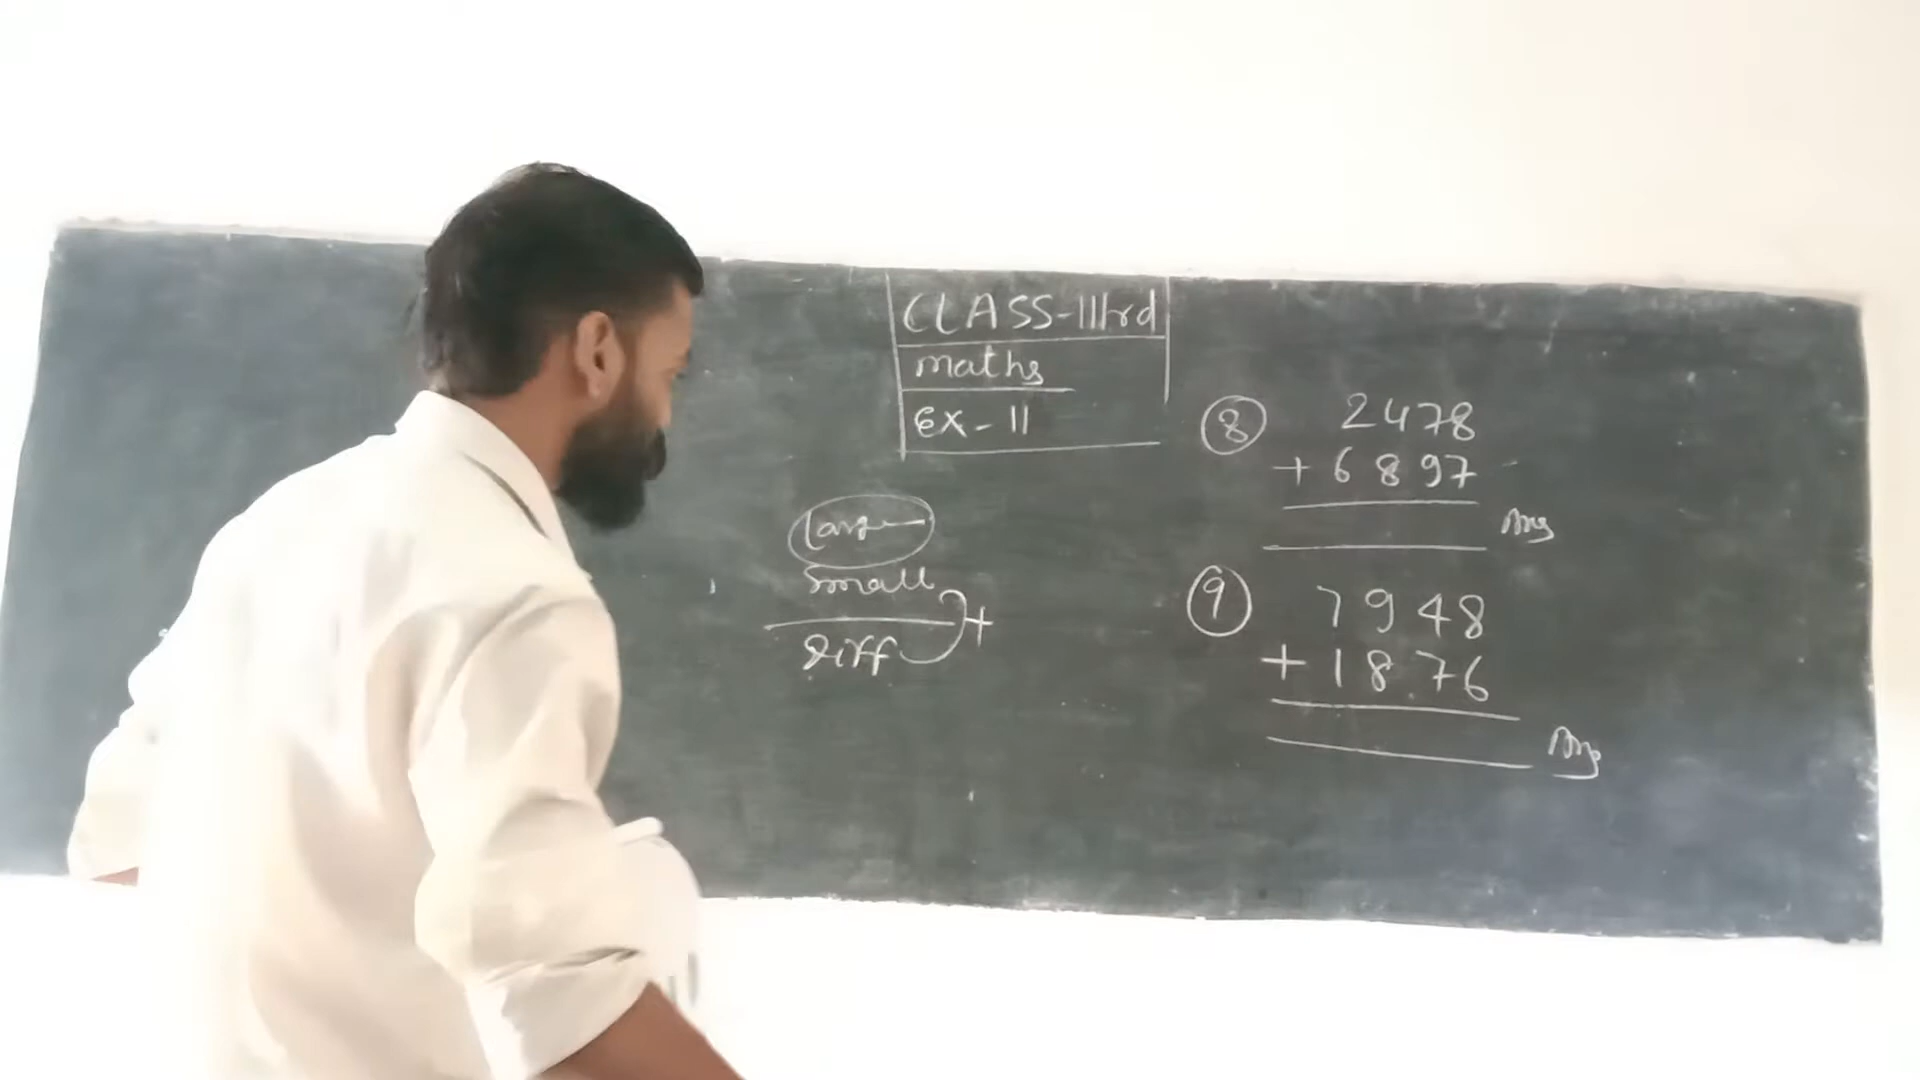 CLASS-IIIrd
maths
ex-11
Large
Small
+
Diff
8 2478
+ 6897
Ans
9 7948
+ 1876
Ans